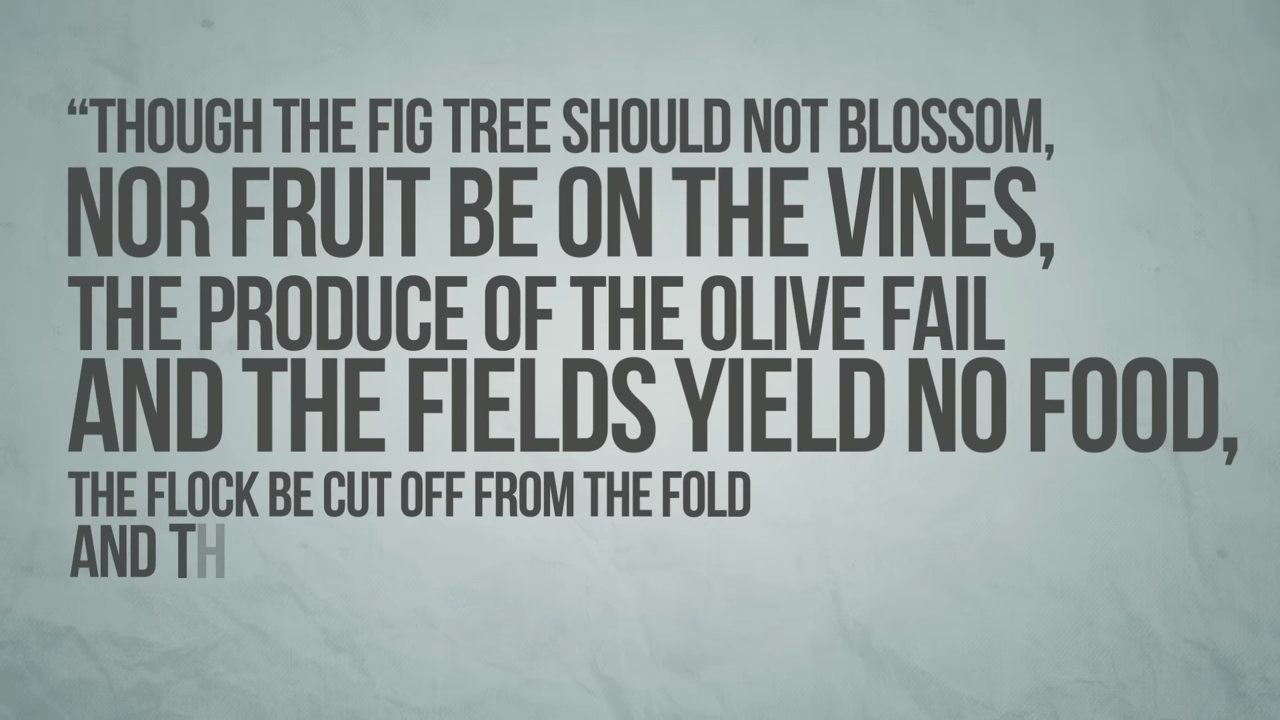 “THOUGH THE FIG TREE SHOULD NOT BLOSSOM,
NOR FRUIT BE ON THE VINES,
THE PRODUCE OF THE OLIVE FAIL
AND THE FIELDS YIELD NO FOOD,
THE FLOCK BE CUT OFF FROM THE FOLD
AND TH